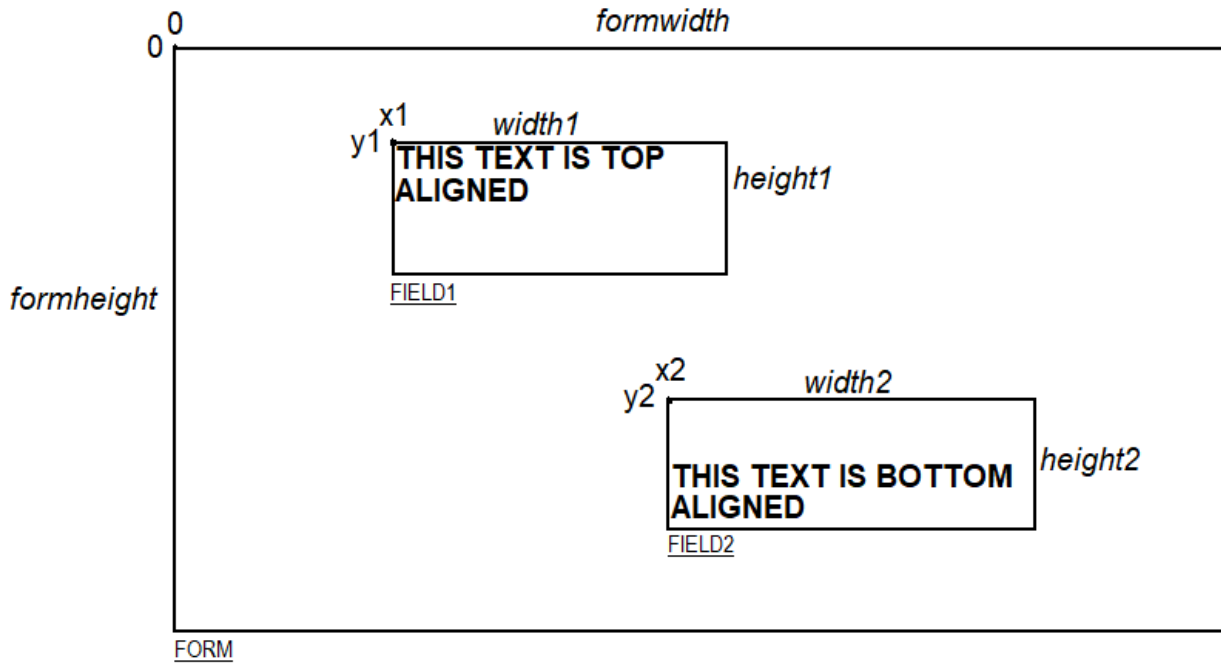 0
formwidth
0
x1
width1
y1
THIS TEXT IS TOP
ALIGNED
height1
FIELD1
formheight
x2
width2
y2
THIS TEXT IS BOTTOM
ALIGNED
height2
FIELD2
FORM